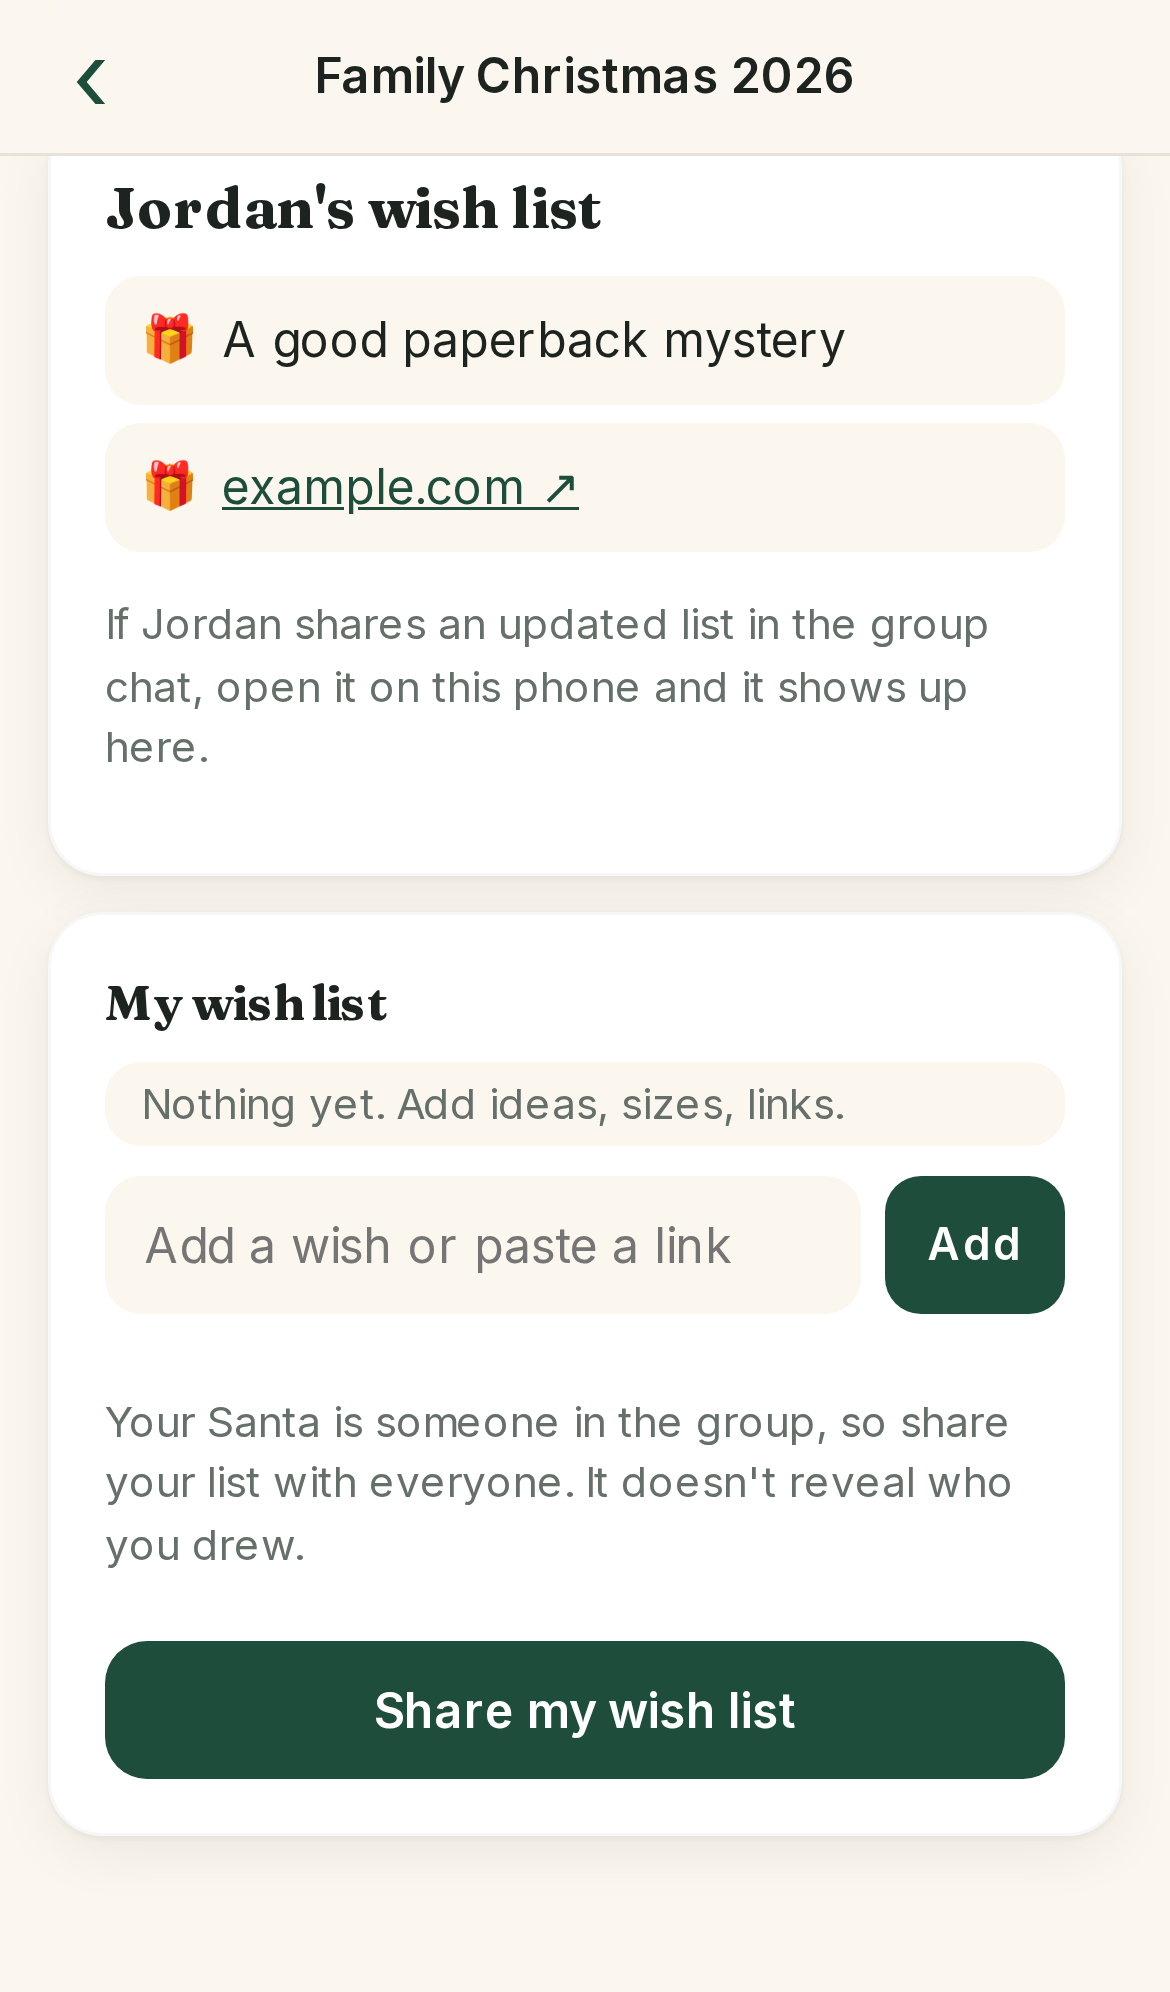 Family Christmas 2026
Jordan's wish list
A good paperback mystery
example.com ↗
If Jordan shares an updated list in the group
chat, open it on this phone and it shows up
here.
My wish list
Nothing yet. Add ideas, sizes, links.
Add a wish or paste a link
Add
Your Santa is someone in the group, so share
your list with everyone. It doesn't reveal who
you drew.
Share my wish list